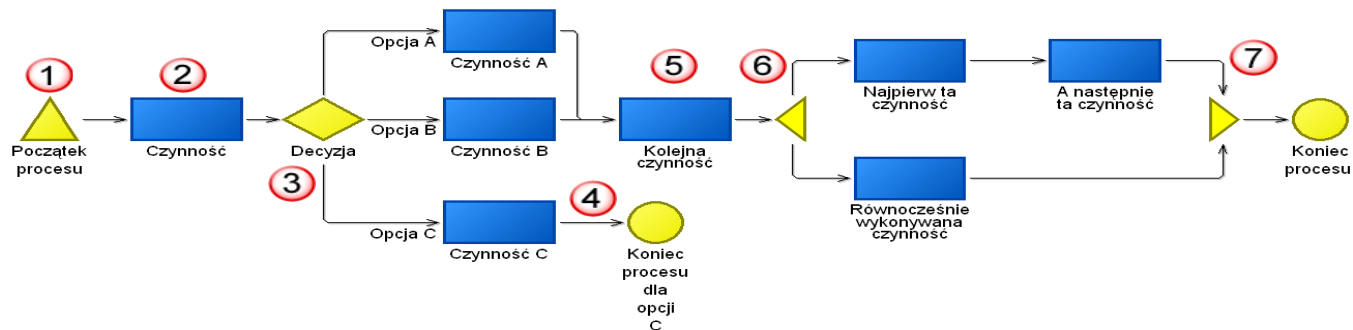 1
Początek
procesu
2
Czynność
Decyzja
3
Opcja A
Czynność A
Opcja B
Czynność B
Opcja C
Czynność C
4
Koniec
procesu
dla
opcji
C
5
Kolejna
czynność
6
Najpierw ta
czynność
A następnie
ta czynność
Równocześnie
wykonywana
czynność
7
Koniec
procesu